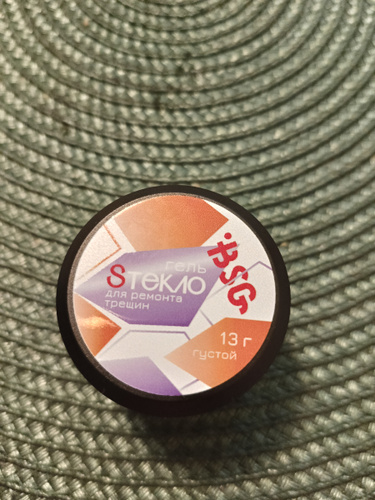 BSG
гель
Sтекло
для ремонта
трещин
13 г
густой